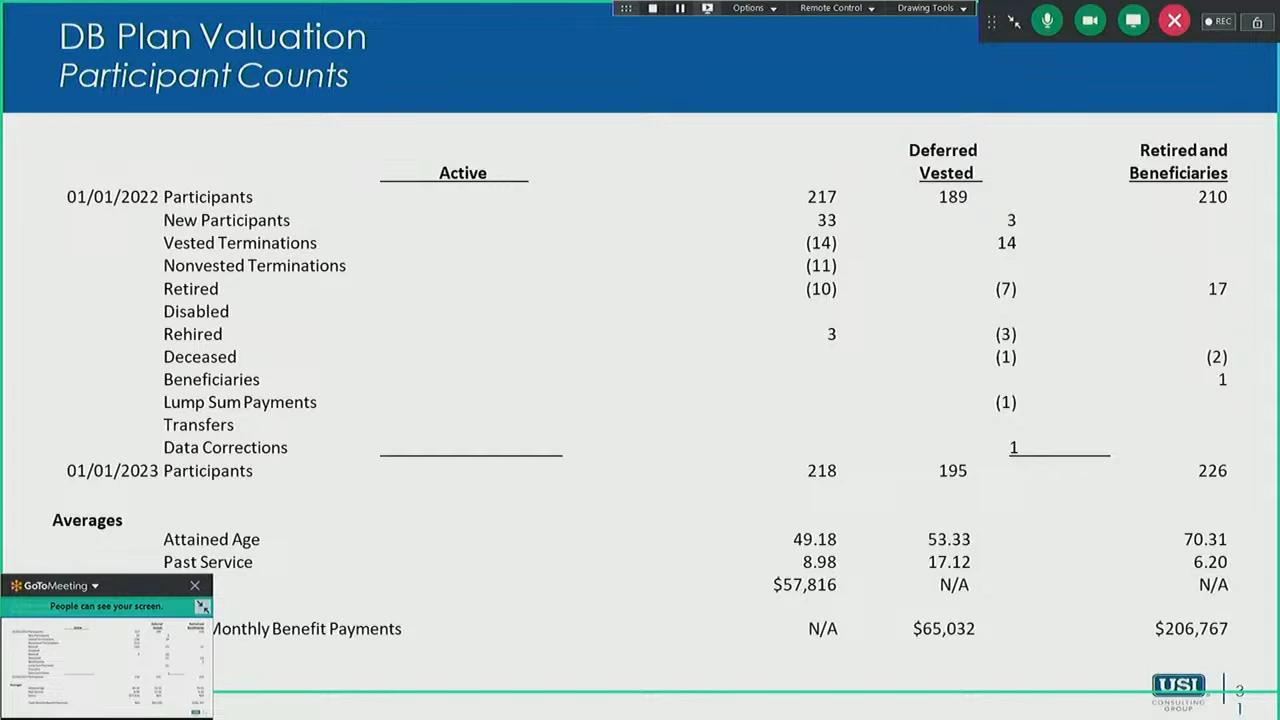 Options Remote Control Drawing Tools
REC
DB Plan Valuation
Participant Counts
Deferred Retired and
Active Vested Beneficiaries
01/01/2022 Participants 217 189 210
New Participants 33 3
Vested Terminations (14) 14
Nonvested Terminations (11)
Retired (10) (7) 17
Disabled
Rehired 3 (3)
Deceased (1) (2)
Beneficiaries 1
Lump Sum Payments (1)
Transfers
Data Corrections 1
01/01/2023 Participants 218 195 226
Averages
Attained Age 49.18 53.33 70.31
Past Service 8.98 17.12 6.20
$57,816 N/A N/A
Monthly Benefit Payments N/A $65,032 $206,767
GoToMeeting
People can see your screen.
USI
CONSULTING
GROUP
3
1